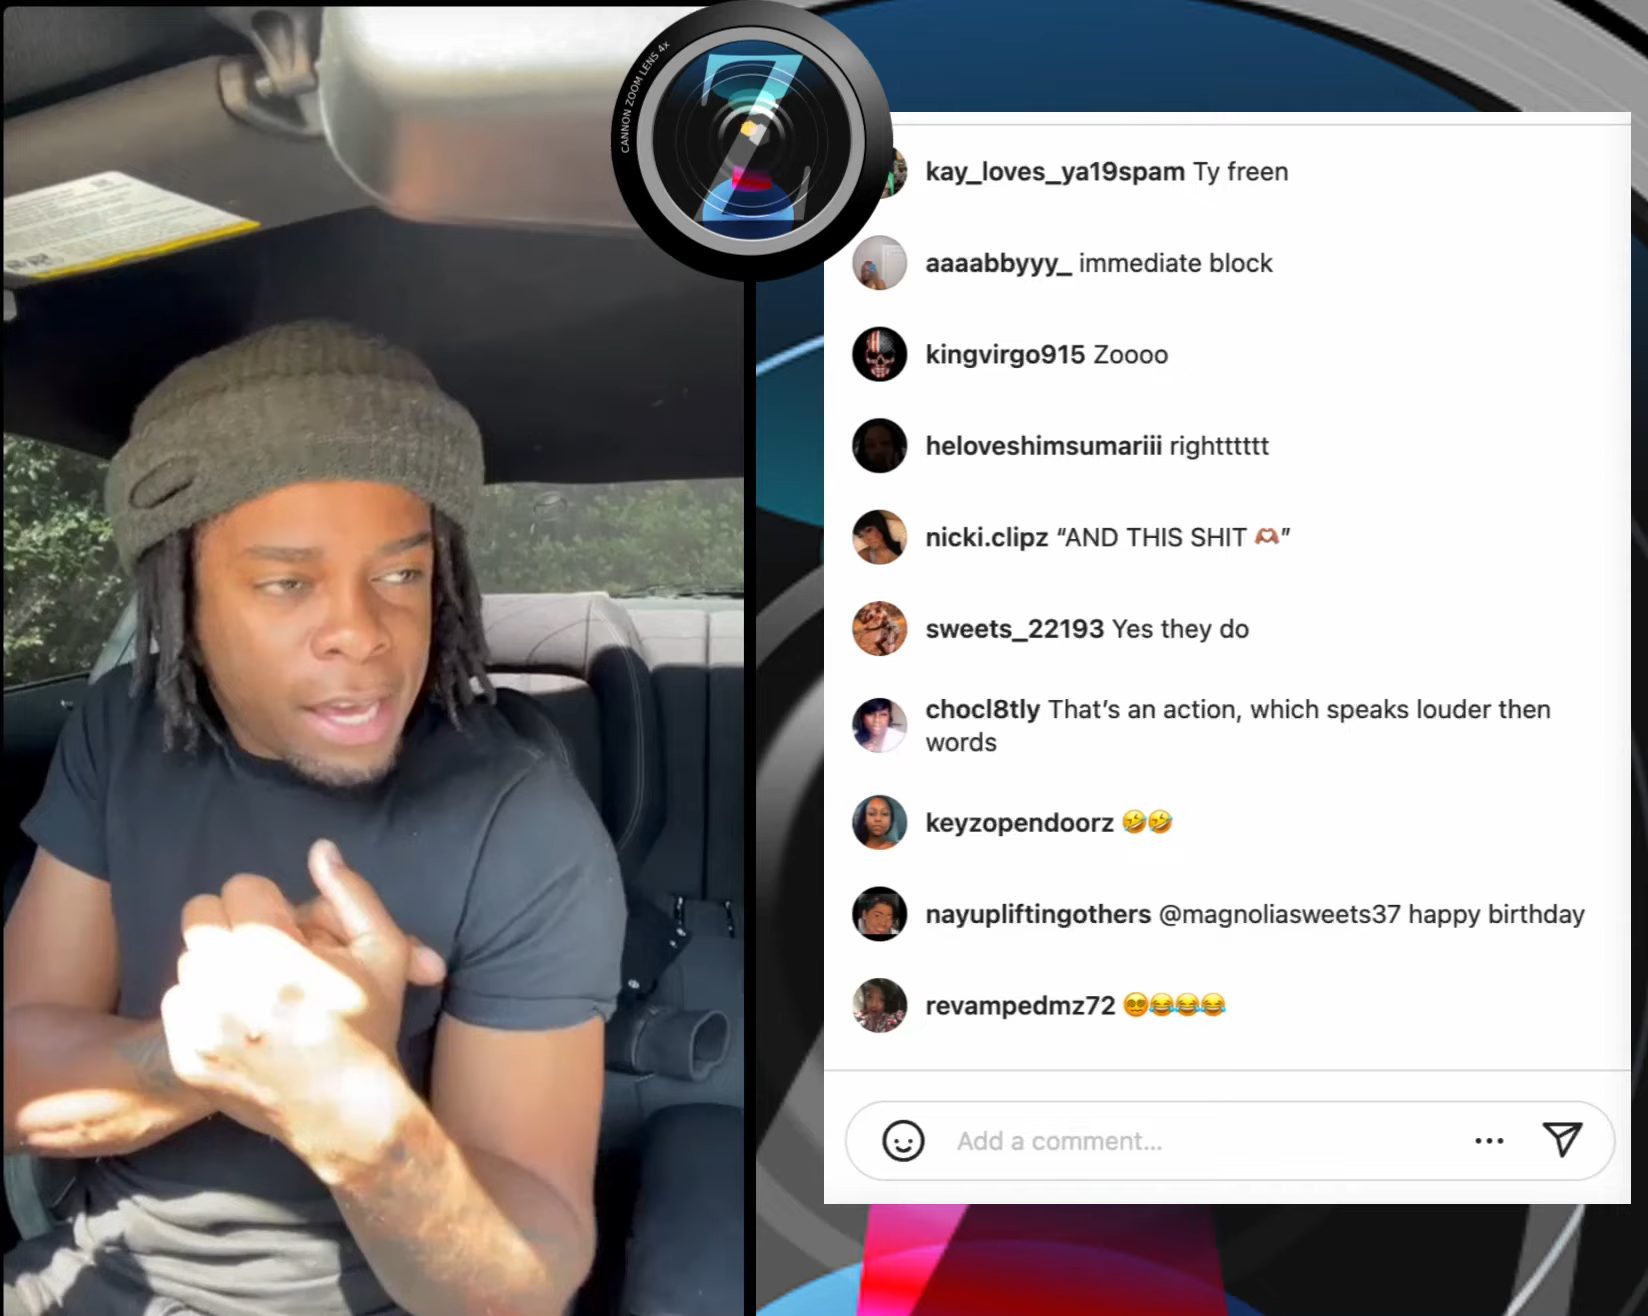 CANNON ZOOM LENS 4x
Z
kay_loves_ya19spam Ty freen
aaaabbyyy_ immediate block
kingvirgo915 Zoooo
heloveshimsumariii rightttttt
nicki.clipz “AND THIS SHIT 🫶🏾”
sweets_22193 Yes they do
chocl8tly That’s an action, which speaks louder then
words
keyzopendoorz 🤣🤣
nayupliftingothers @magnoliasweets37 happy birthday
revampedmz72 😵‍💫😂😂😂
Add a comment...